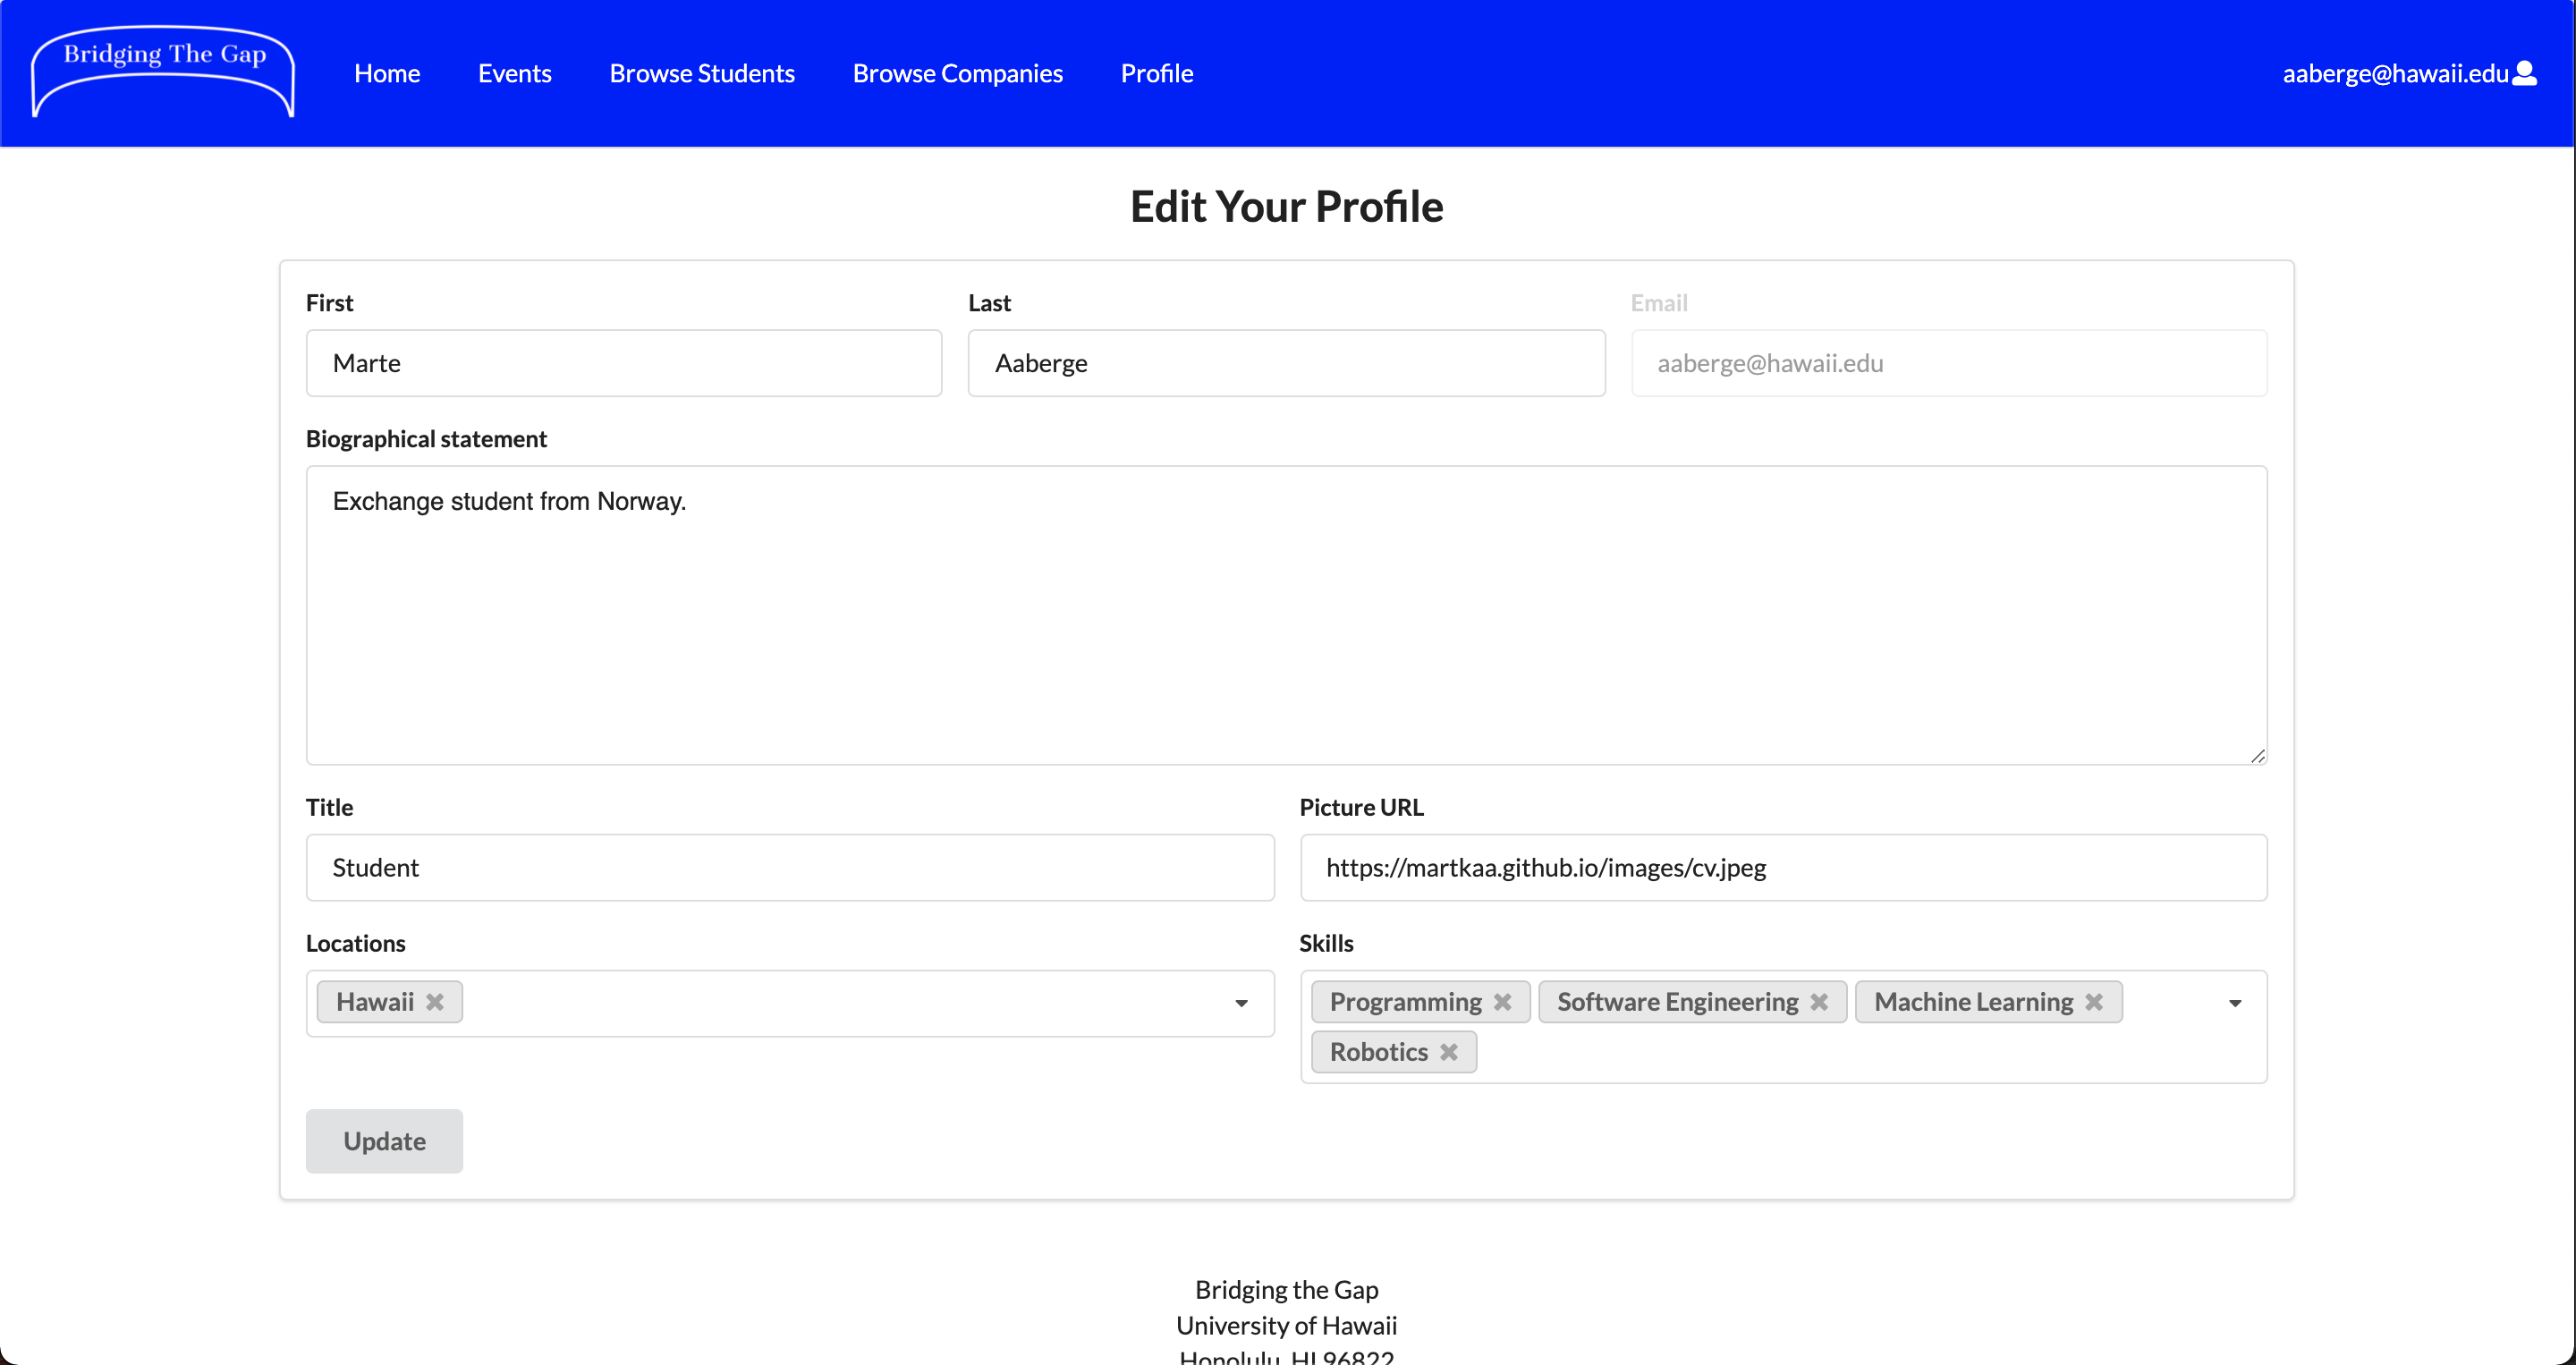 Bridging The Gap
Home Events Browse Students Browse Companies Profile aaberge@hawaii.edu
Edit Your Profile
First Last Email
Marte Aaberge aaberge@hawaii.edu
Biographical statement
Exchange student from Norway.
Title Picture URL
Student https://martkaa.github.io/images/cv.jpeg
Locations Skills
Hawaii Programming Software Engineering Machine Learning
Robotics
Update
Bridging the Gap
University of Hawaii
Honolulu, HI 96822